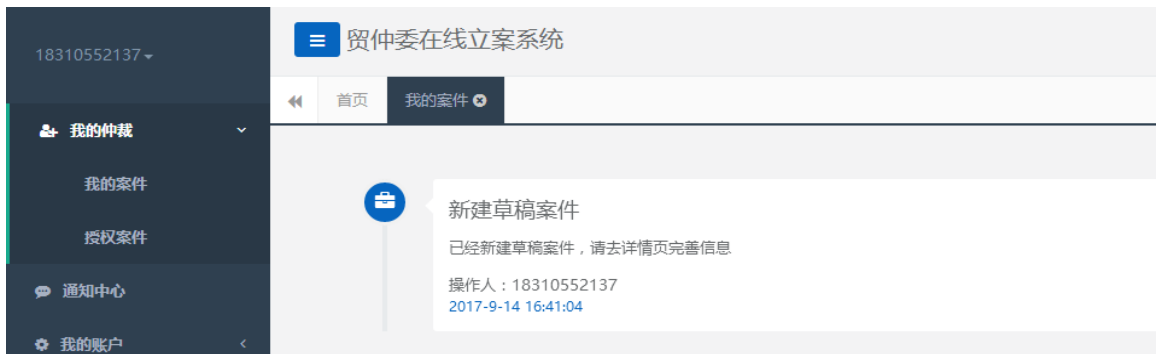 18310552137
贸仲委在线立案系统
首页
我的案件
我的仲裁
我的案件
授权案件
通知中心
我的账户
新建草稿案件
已经新建草稿案件，请去详情页完善信息
操作人：18310552137
2017-9-14 16:41:04